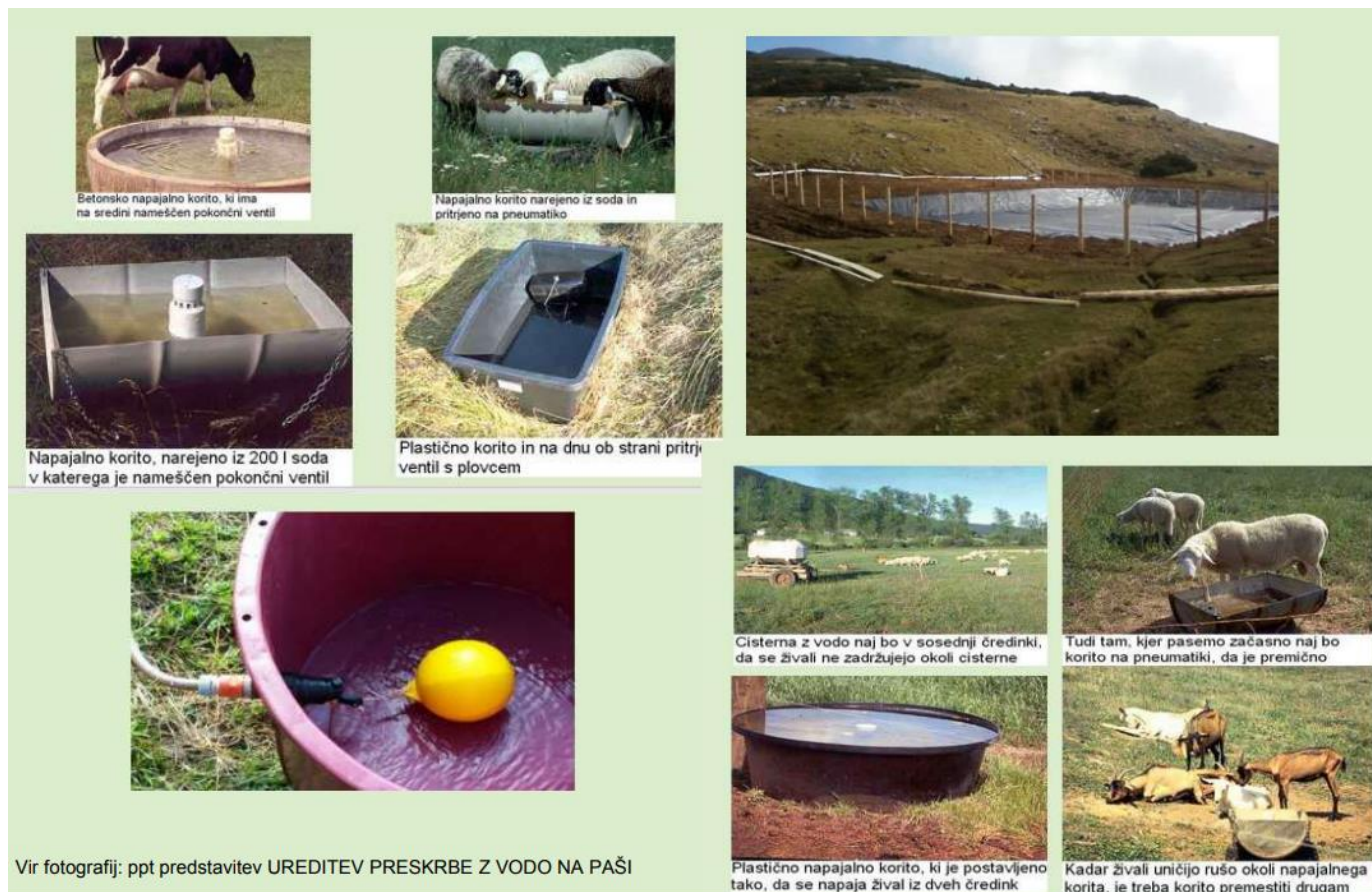 Betonsko napajalno korito, ki ima
na sredini nameščen pokončni ventil
Napajalno korito narejeno iz soda in
pritrjeno na pneumatiko
Napajalno korito, narejeno iz 200 l soda
v katerega je nameščen pokončni ventil
Plastično korito in na dnu ob strani pritrje
ventil s plovcem
Cisterna z vodo naj bo v sosednji čredinki,
da se živali ne zadržujejo okoli cisterne
Tudi tam, kjer pasemo začasno naj bo
korito na pneumatiki, da je premično
Plastično napajalno korito, ki je postavljeno
tako, da se napaja žival iz dveh čredink
Kadar živali uničijo rušo okoli napajalnega
korita, je treba korito premestiti drugam
Vir fotografij: ppt predstavitev UREDITEV PRESKRBE Z VODO NA PAŠI